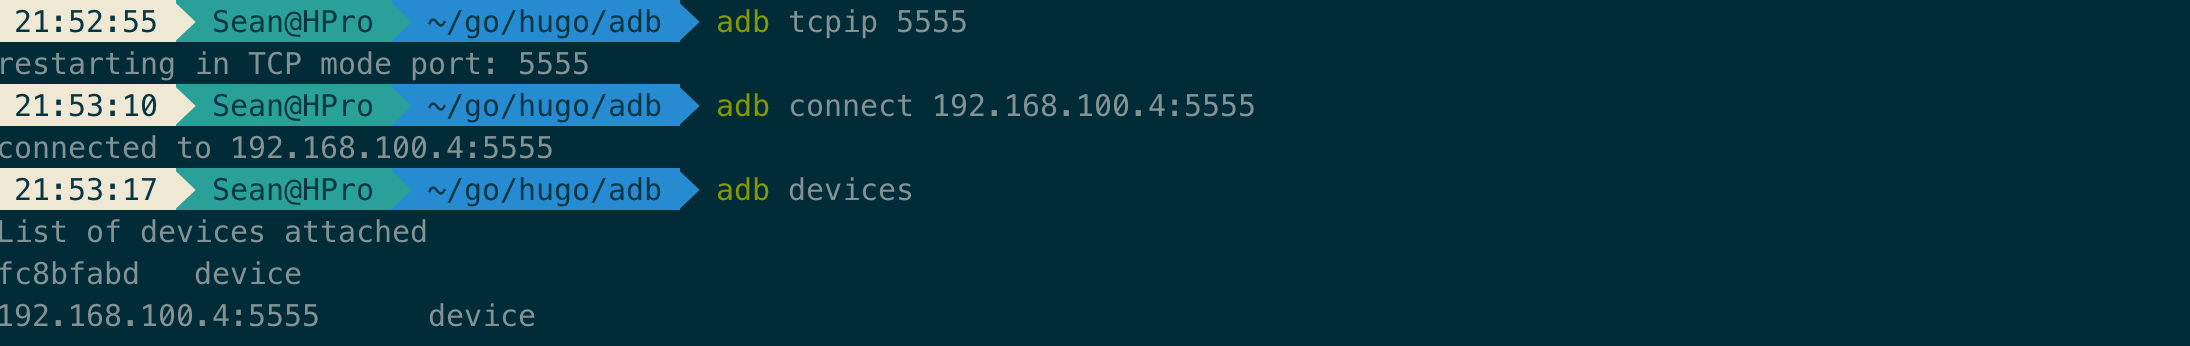 21:52:55 Sean@HPro ~/go/hugo/adb adb tcpip 5555
restarting in TCP mode port: 5555
21:53:10 Sean@HPro ~/go/hugo/adb adb connect 192.168.100.4:5555
connected to 192.168.100.4:5555
21:53:17 Sean@HPro ~/go/hugo/adb adb devices
List of devices attached
fc8bfabd device
192.168.100.4:5555 device